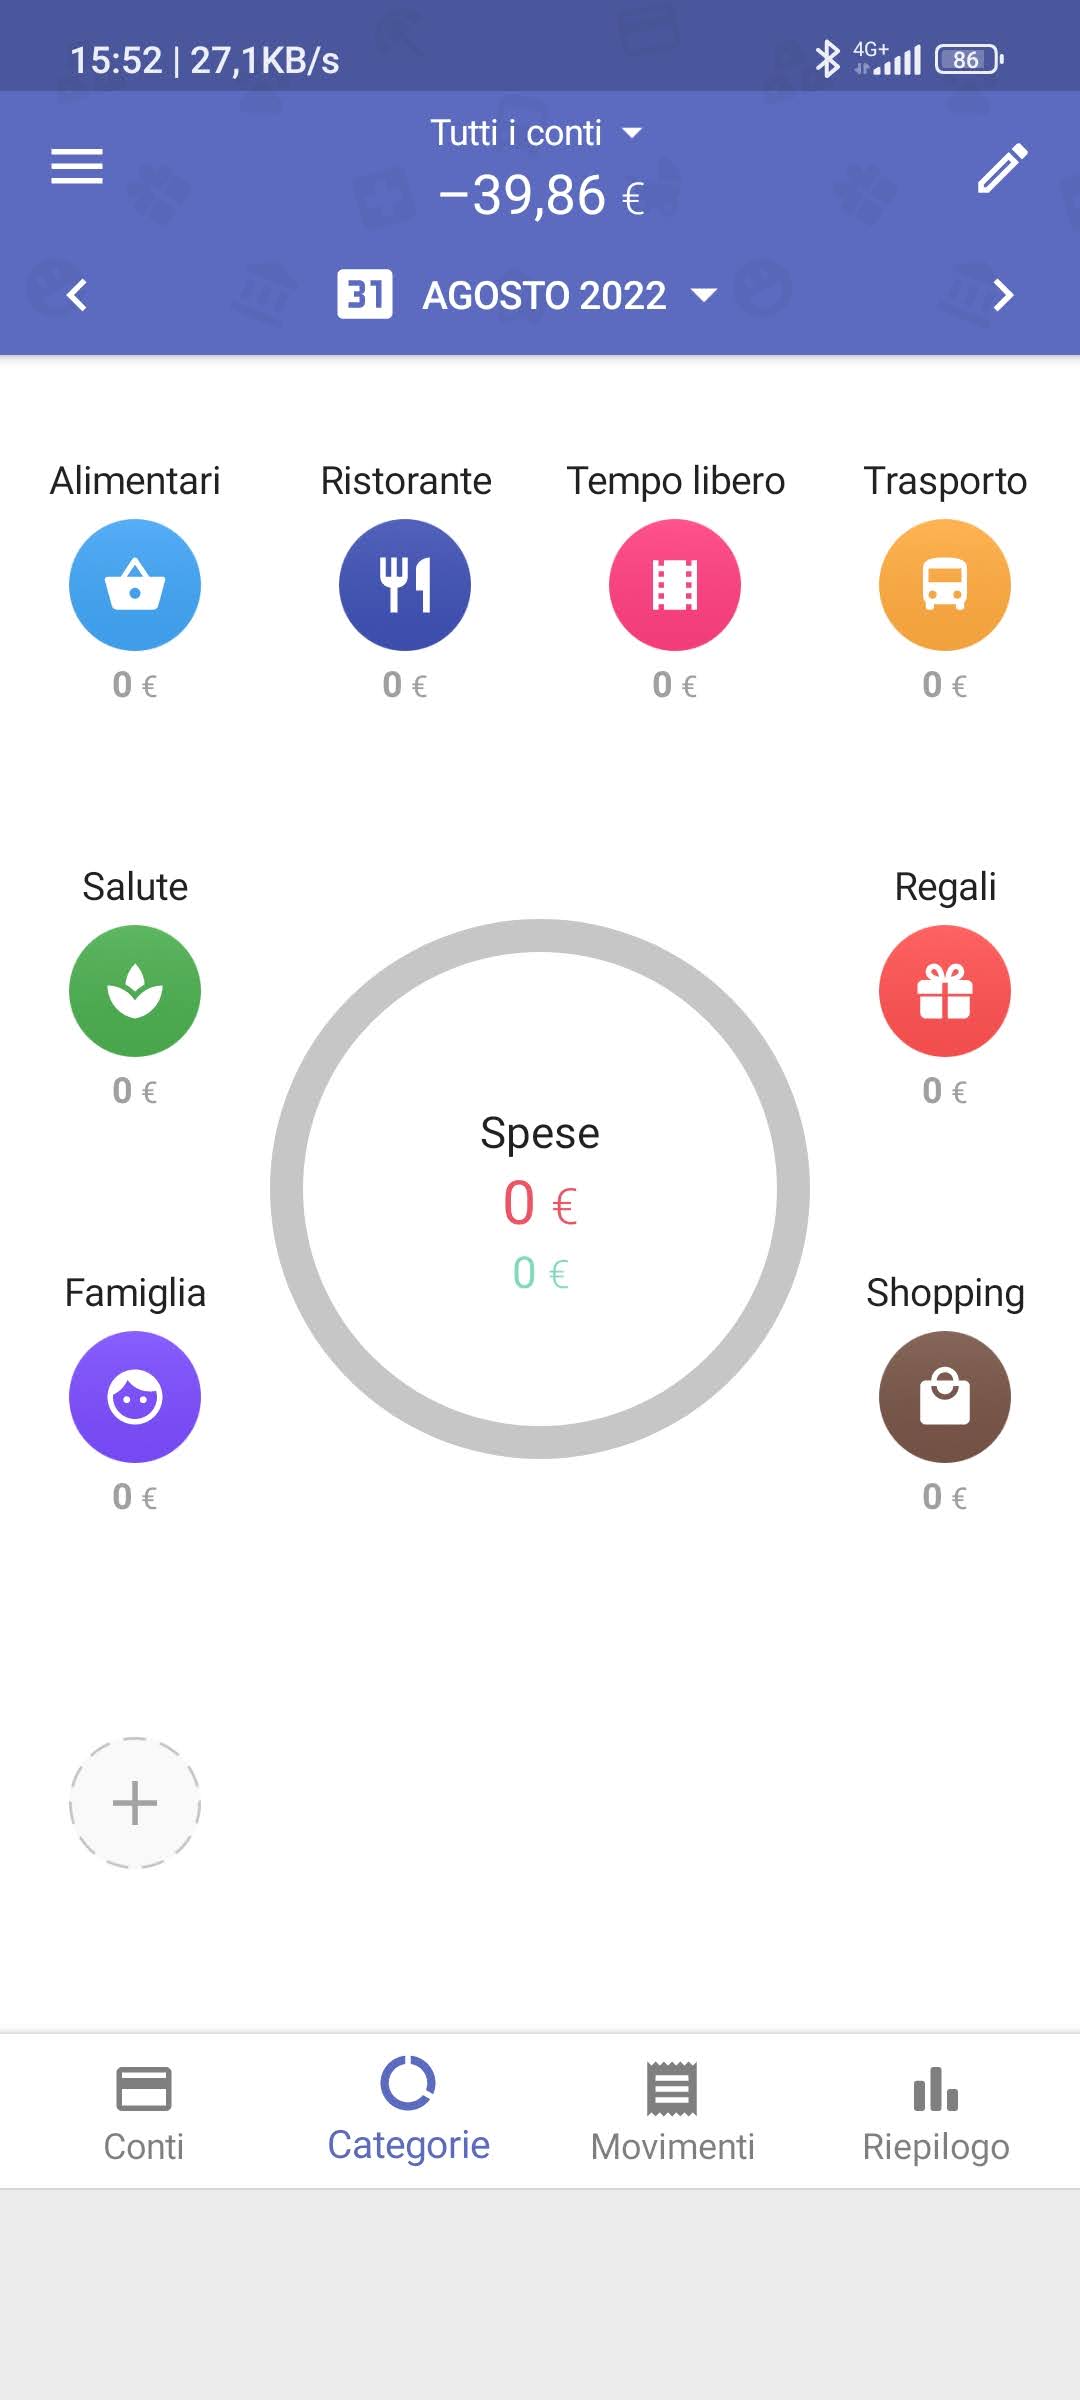 15:52 | 27,1KB/s
4G+
86
Tutti i conti
−39,86 €
31 AGOSTO 2022
Alimentari Ristorante Tempo libero Trasporto
0 € 0 € 0 € 0 €
Salute Regali
0 € 0 €
Spese
0 €
0 €
Famiglia Shopping
0 € 0 €
Conti Categorie Movimenti Riepilogo